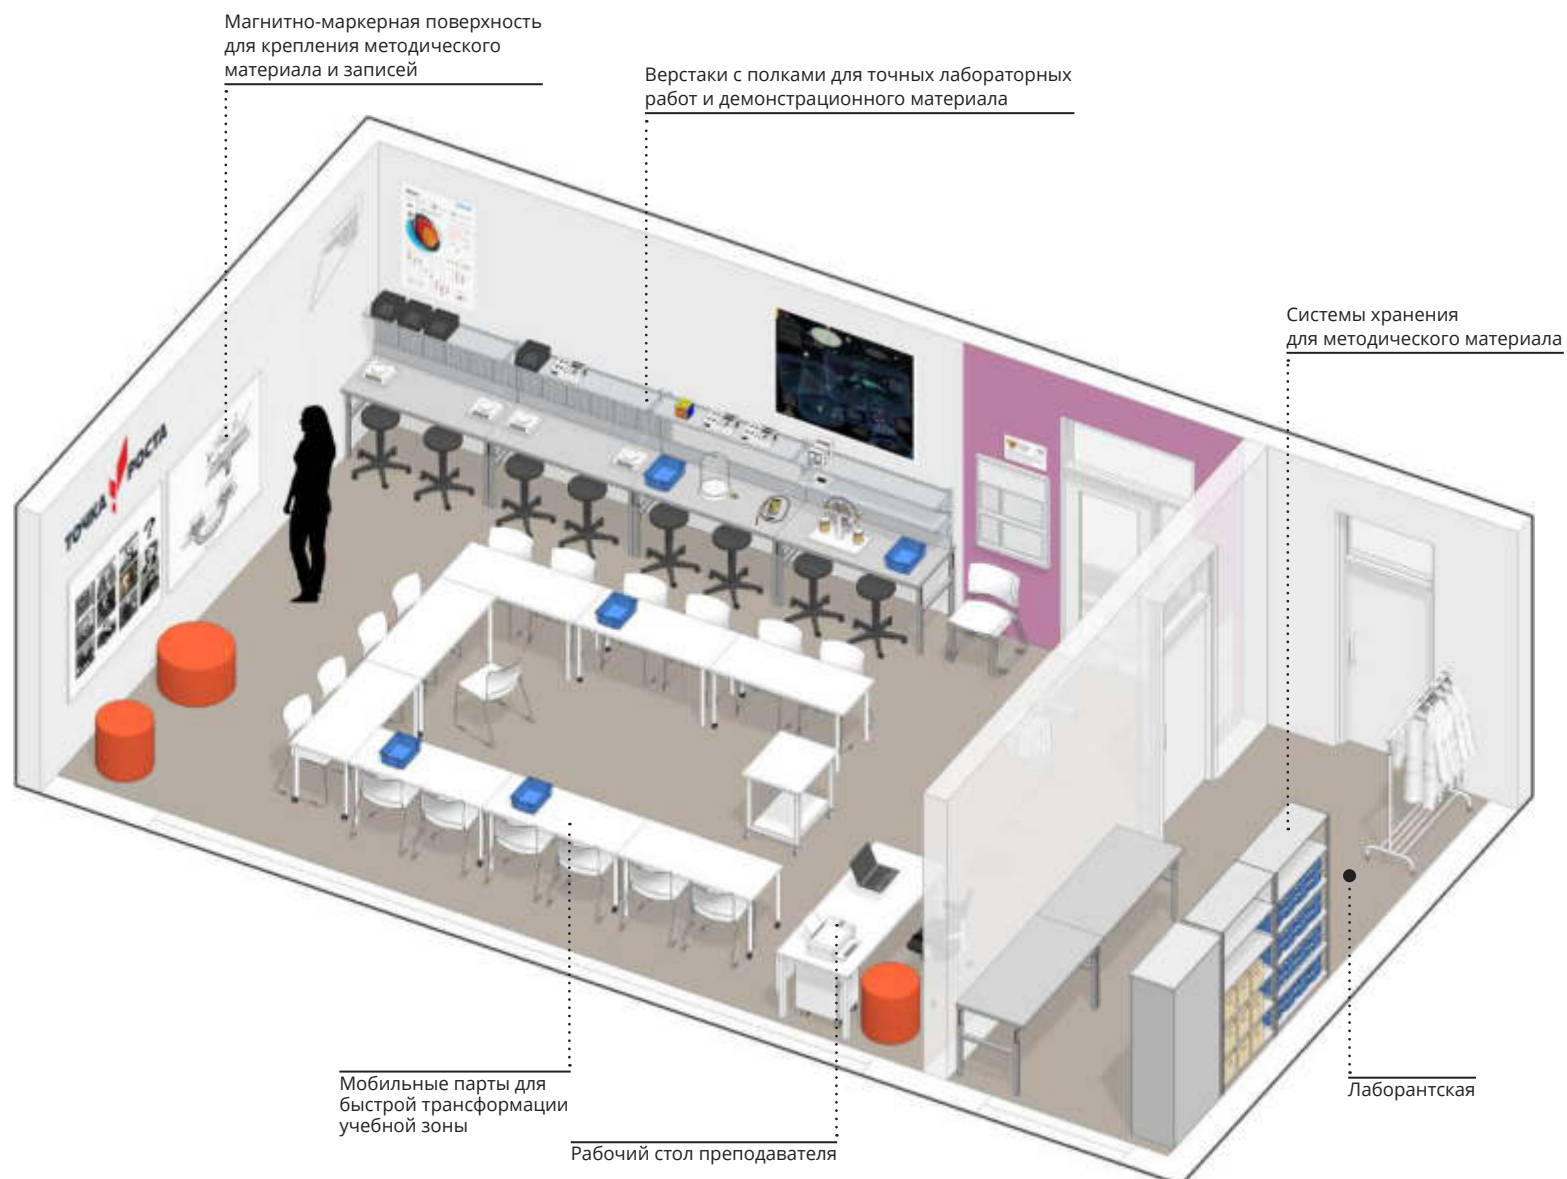 Магнитно-маркерная поверхность
для крепления методического
материала и записей
Верстаки с полками для точных лабораторных
работ и демонстрационного материала
Системы хранения
для методического материала
ТОЧКА РОСТА
?
Мобильные парты для
быстрой трансформации
учебной зоны
Рабочий стол преподавателя
Лаборантская